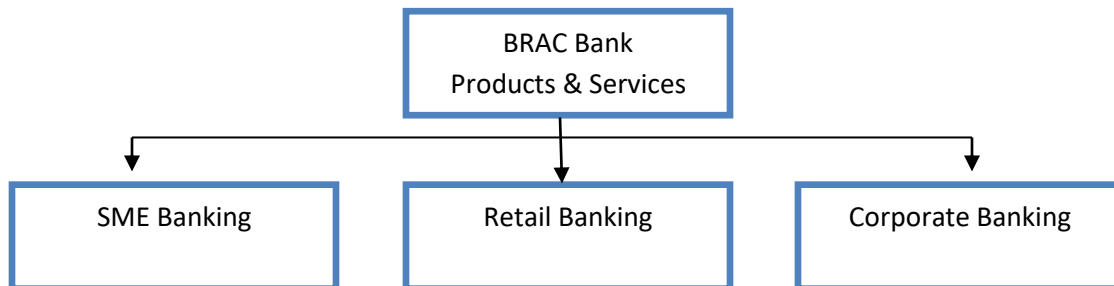 BRAC Bank
Products & Services
SME Banking
Retail Banking
Corporate Banking